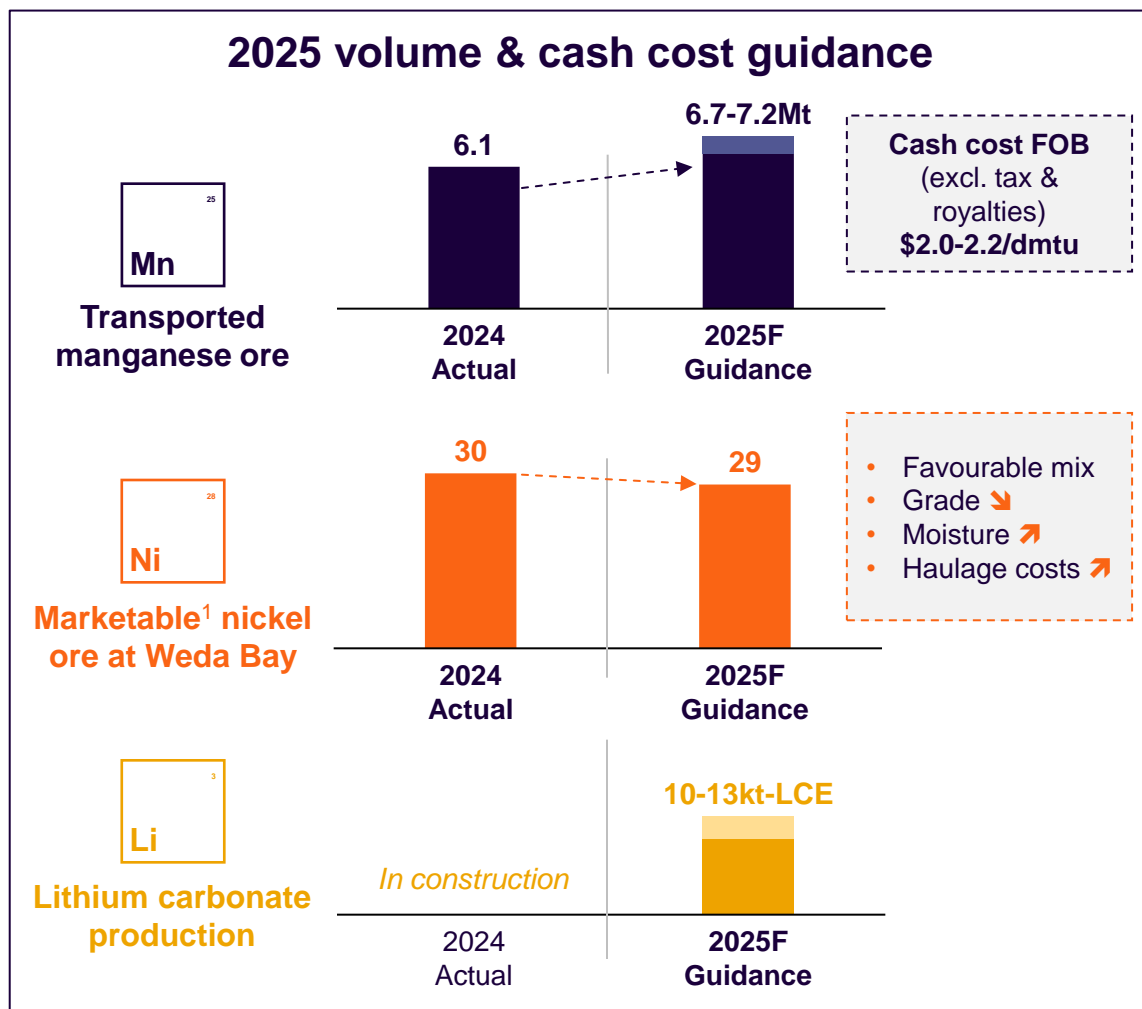 2025 volume & cash cost guidance
25
Mn
Transported
manganese ore
6.1
6.7-7.2Mt
2024
Actual
2025F
Guidance
Cash cost FOB
(excl. tax &
royalties)
$2.0-2.2/dmtu
28
Ni
Marketable¹ nickel
ore at Weda Bay
30
29
2024
Actual
2025F
Guidance
• Favourable mix
• Grade ↘
• Moisture ↗
• Haulage costs ↗
3
Li
Lithium carbonate
production
In construction
10-13kt-LCE
2024
Actual
2025F
Guidance